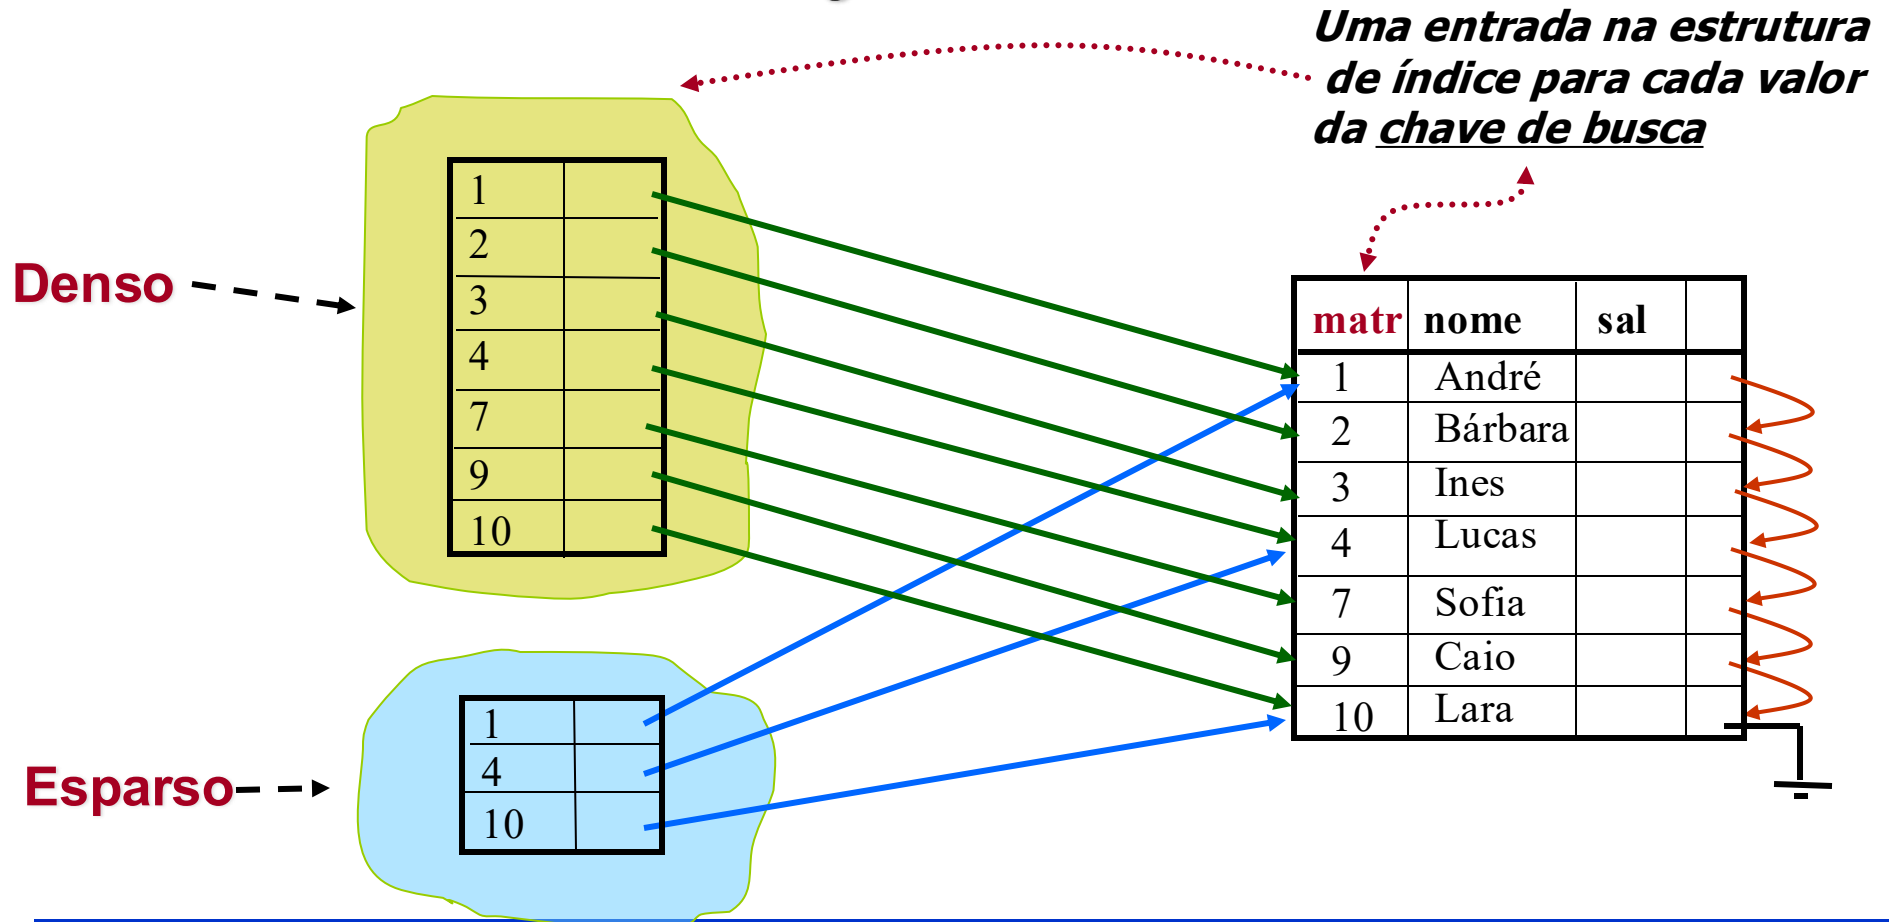 Uma entrada na estrutura
de índice para cada valor
da chave de busca
Denso
1
2
3
4
7
9
10
matr nome sal
1 André
2 Bárbara
3 Ines
4 Lucas
7 Sofia
9 Caio
10 Lara
Esparso
1
4
10